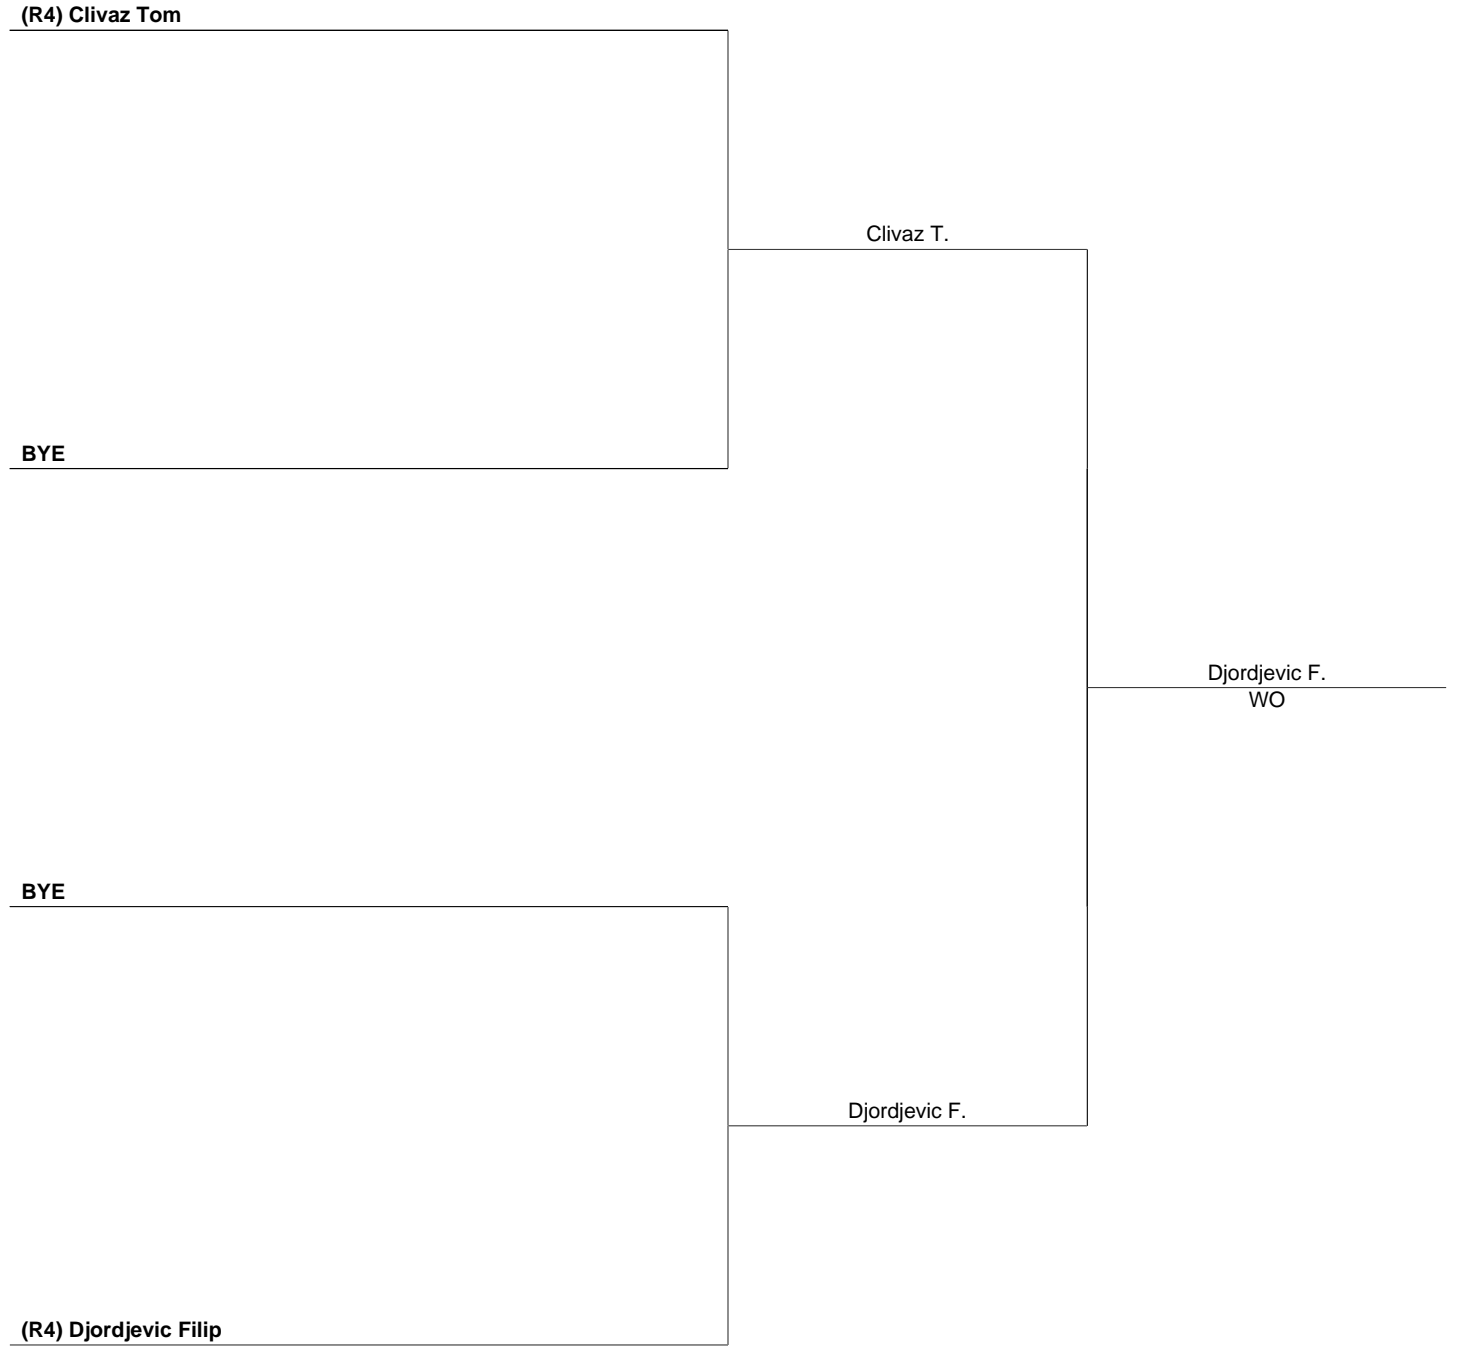 (R4) Clivaz Tom
Clivaz T.
BYE
Djordjevic F.
WO
BYE
Djordjevic F.
(R4) Djordjevic Filip